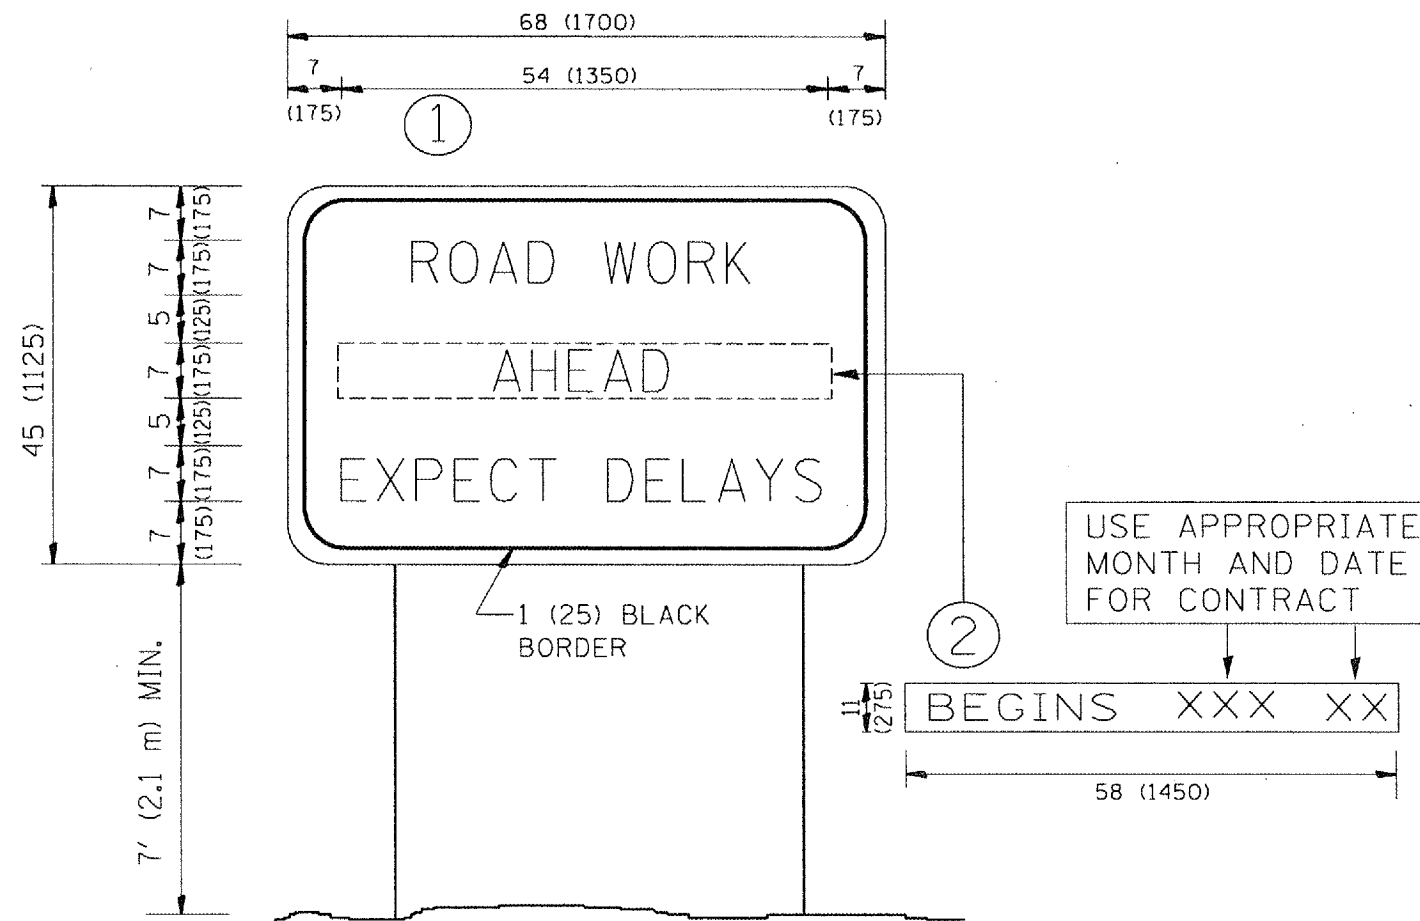 68 (1700)
7 54 (1350) 7
(175) (175)
1
45 (1125)
7 (175)
7 (175)
5 (125)
7 (175)
5 (125)
7 (175)
7 (175)
ROAD WORK
AHEAD
EXPECT DELAYS
1 (25) BLACK
BORDER
7' (2.1 m) MIN.
USE APPROPRIATE
MONTH AND DATE
FOR CONTRACT
2
11
(275)
BEGINS XXX XX
58 (1450)